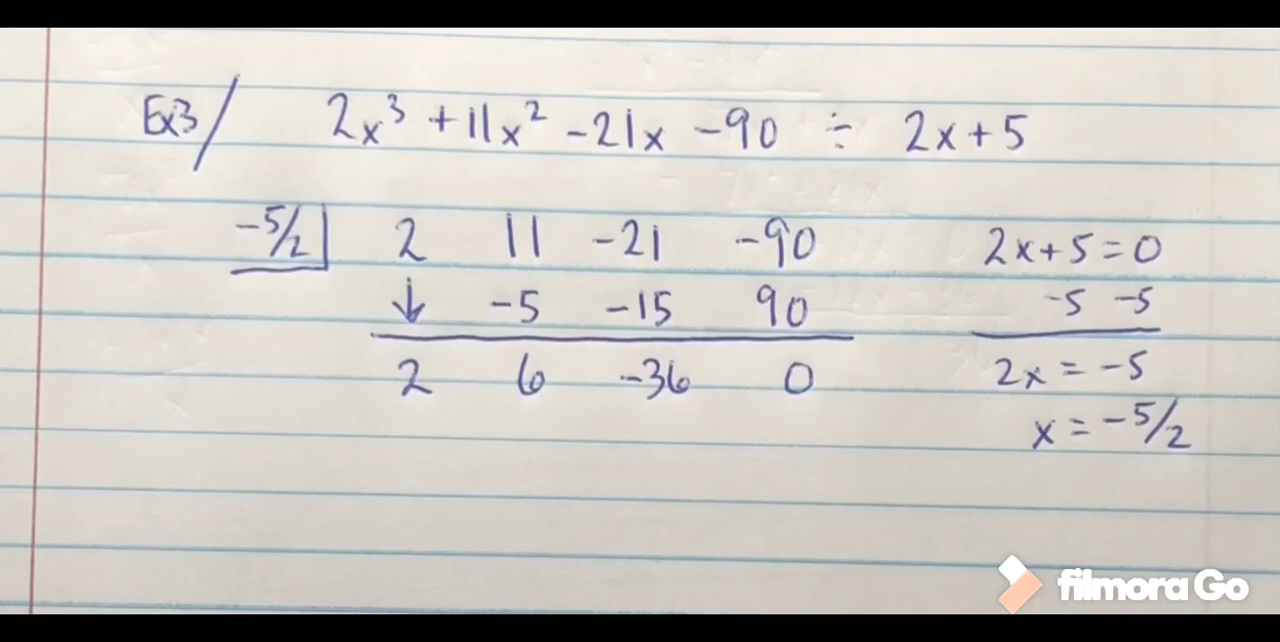 Ex3/ 2x³ + 11x² - 21x - 90 ÷ 2x + 5
-5/2 2 11 -21 -90 2x + 5 = 0
↓ -5 -15 90 -5 -5
2 6 -36 0 2x = -5
x = -5/2
filmora Go